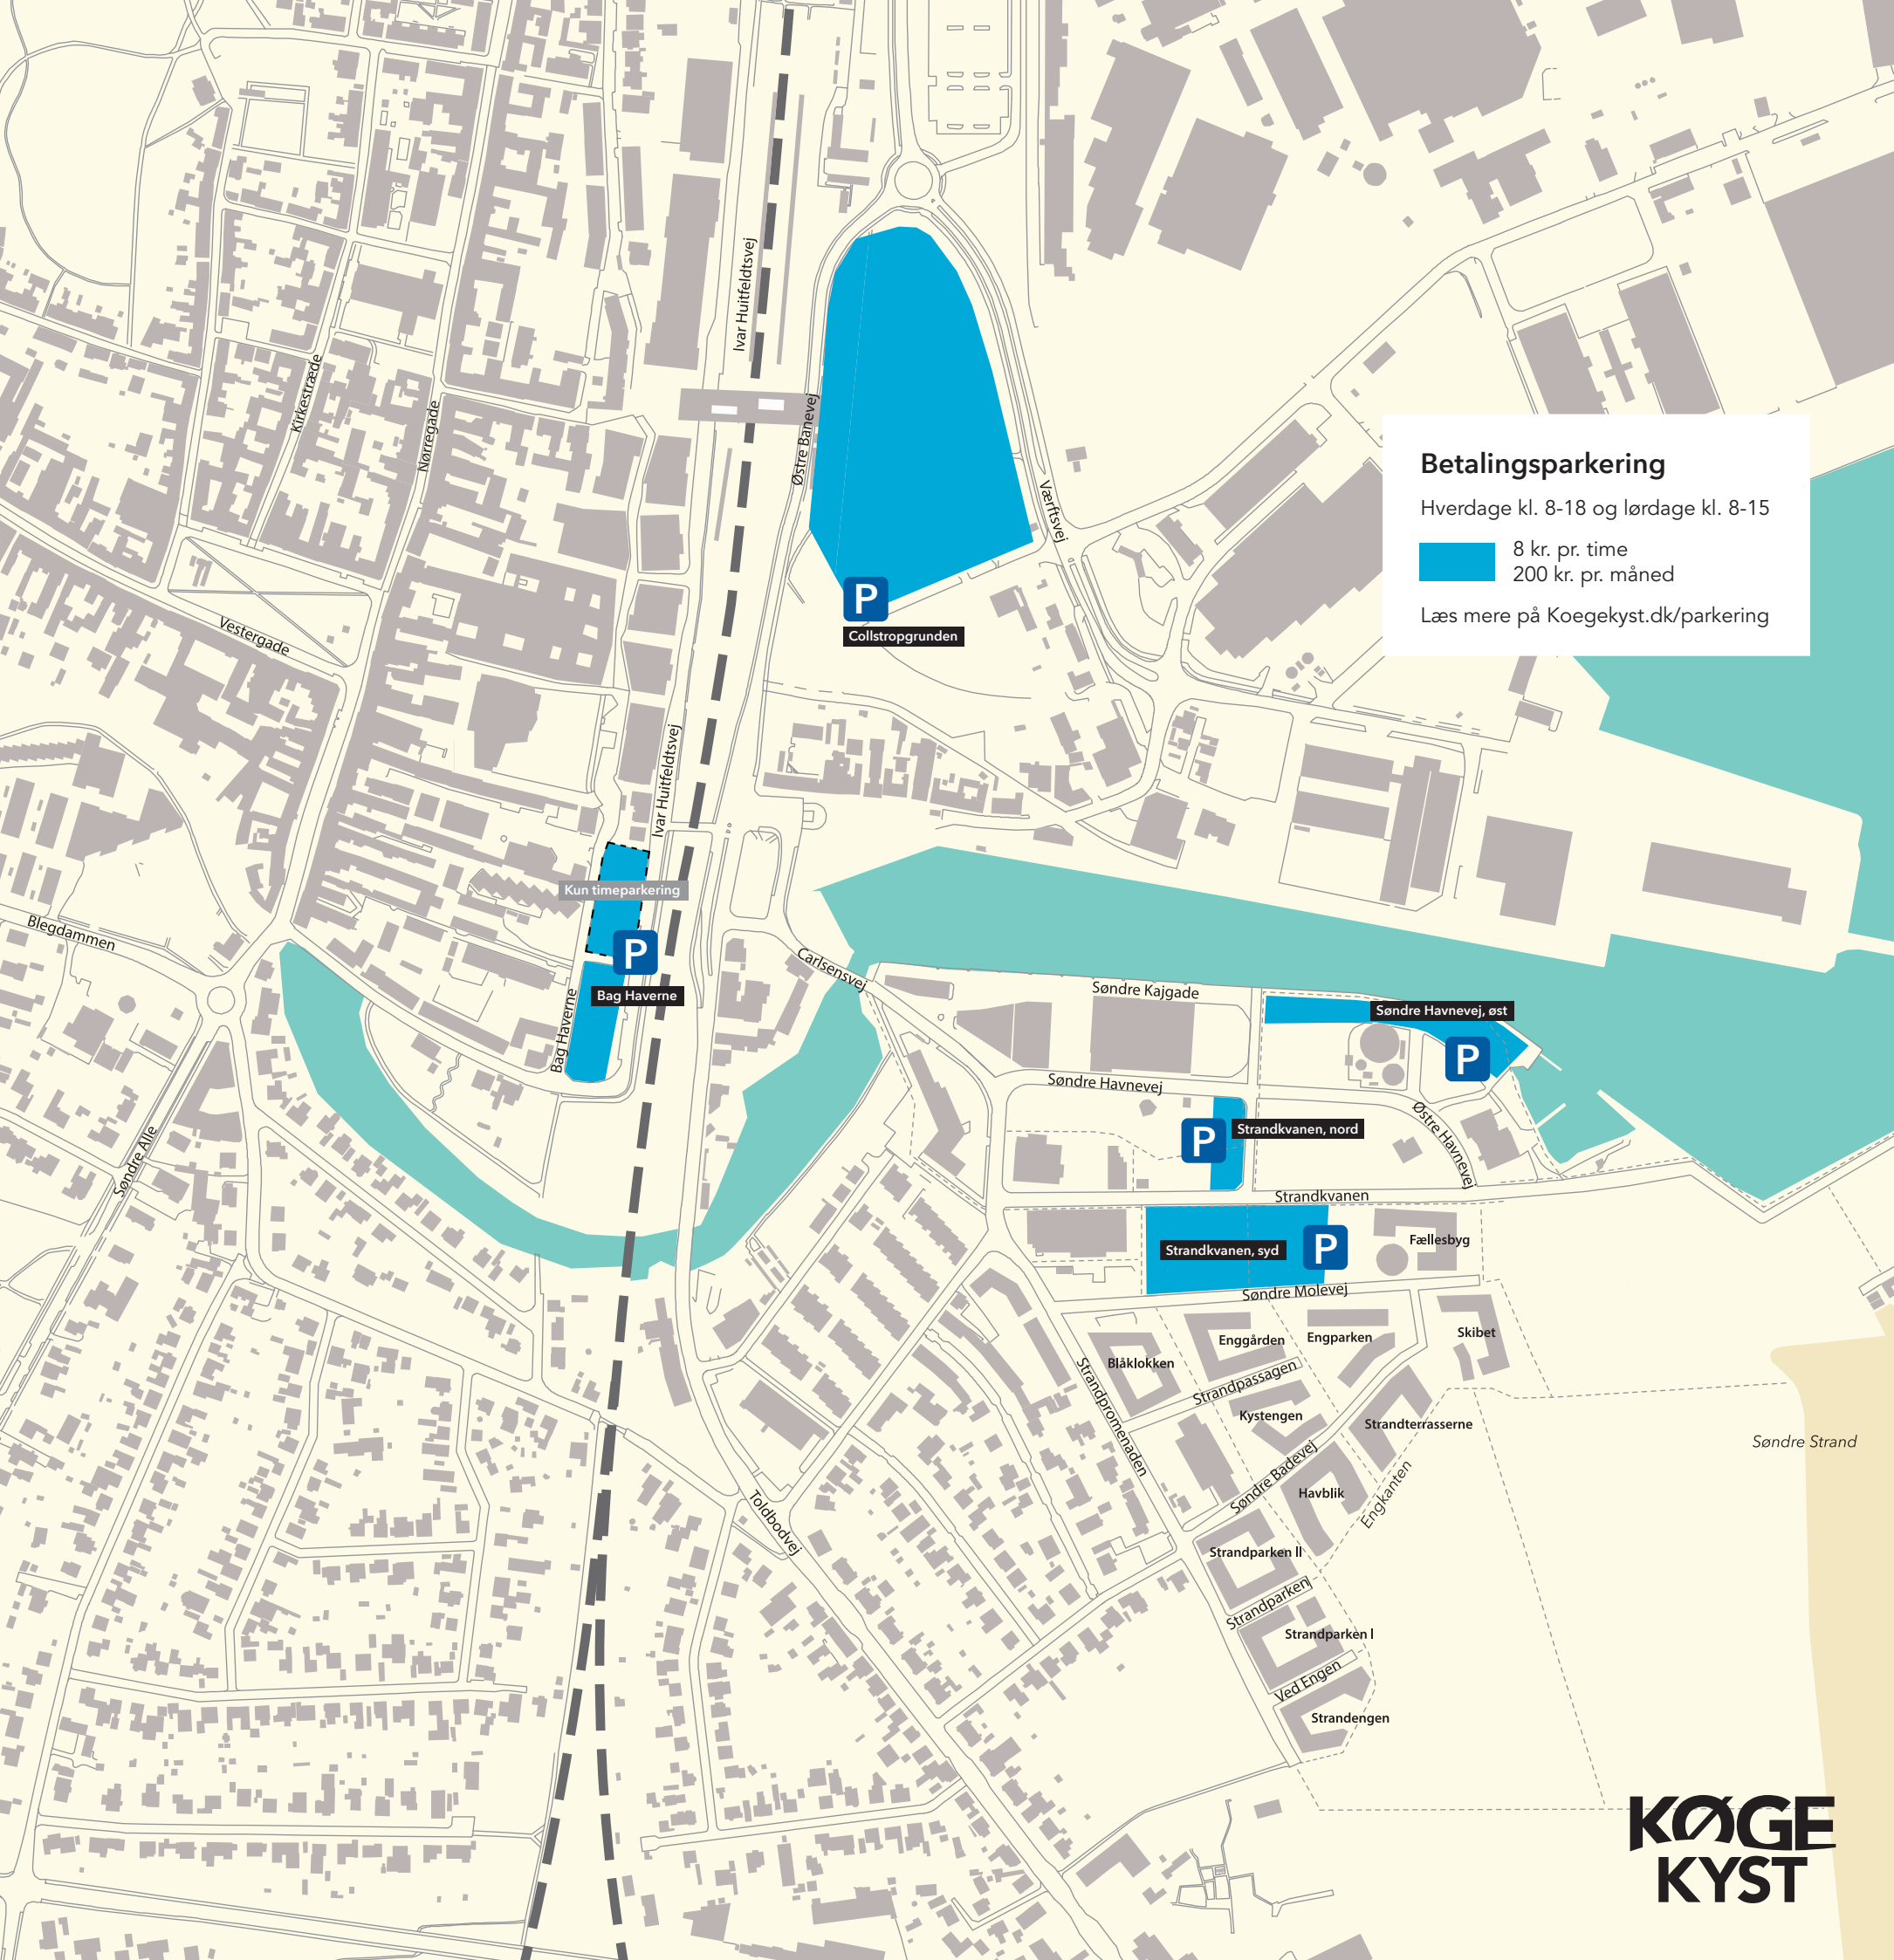 Ivar Huitfeldtsvej
Kirkestræde
Nørregade
Østre Banevej
Værftsvej
Betalingsparkering
Hverdage kl. 8-18 og lørdage kl. 8-15
8 kr. pr. time
200 kr. pr. måned
Læs mere på Koegekyst.dk/parkering
P
Collstropgrunden
Vestergade
Ivar Huitfeldtsvej
Kun timeparkering
Blegdammen
P
Bag Haverne
Bag Haverne
Carlsensvej
Søndre Kajgade
Søndre Havnevej, øst
P
Søndre Havnevej
Østre Havnevej
P
Strandkvanen, nord
Søndre Alle
Strandkvanen
Strandkvanen, syd
P
Fællesbyg
Søndre Molevej
Skibet
Enggården
Engparken
Blåklokken
Strandpassagen
Strandpromenaden
Kystengen
Strandterrasserne
Søndre Strand
Søndre Badevej
Havblik
Engkanten
Toldbodvej
Strandparken II
Strandparken
Strandparken I
Ved Engen
Strandengen
KØGE
KYST